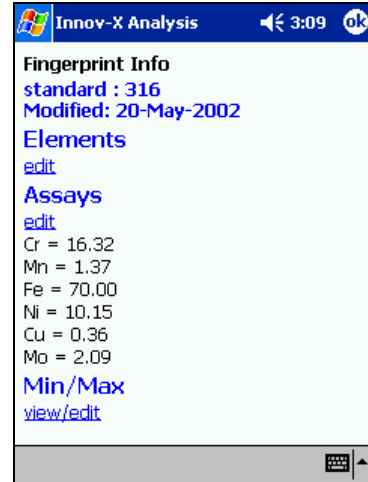 Innov-X Analysis 3:09 ok
Fingerprint Info
standard : 316
Modified: 20-May-2002
Elements
edit
Assays
edit
Cr = 16.32
Mn = 1.37
Fe = 70.00
Ni = 10.15
Cu = 0.36
Mo = 2.09
Min/Max
view/edit